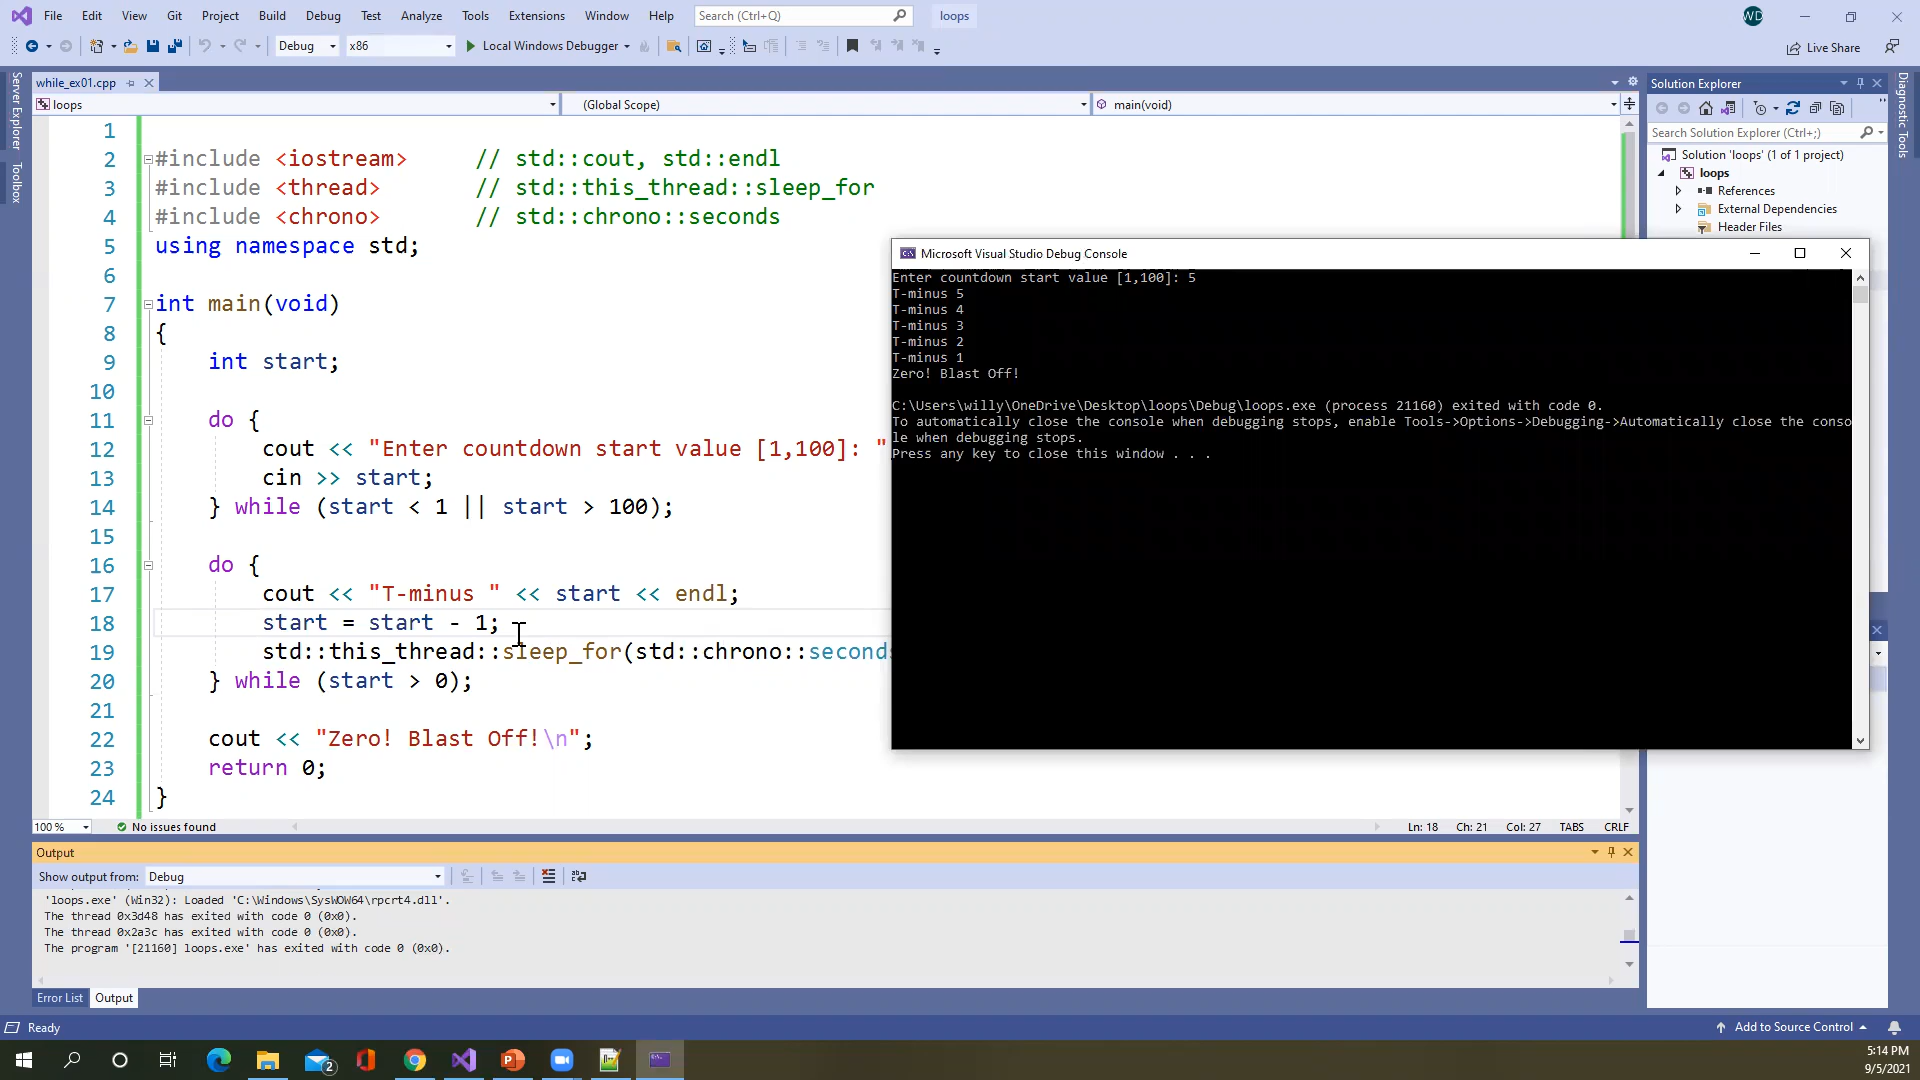 File Edit View Git Project Build Debug Test Analyze Tools Extensions Window Help Search (Ctrl+Q) loops WD
Debug x86 Local Windows Debugger Live Share
Server Explorer
Toolbox
while_ex01.cpp
loops (Global Scope) main(void)
1
2 #include <iostream> // std::cout, std::endl
3 #include <thread> // std::this_thread::sleep_for
4 #include <chrono> // std::chrono::seconds
5 using namespace std;
6
7 int main(void)
8 {
9 int start;
10
11 do {
12 cout << "Enter countdown start value [1,100]: "
13 cin >> start;
14 } while (start < 1 || start > 100);
15
16 do {
17 cout << "T-minus " << start << endl;
18 start = start - 1;
19 std::this_thread::sleep_for(std::chrono::seconds
20 } while (start > 0);
21
22 cout << "Zero! Blast Off!\n";
23 return 0;
24 }
100 % No issues found Ln: 18 Ch: 21 Col: 27 TABS CRLF
Microsoft Visual Studio Debug Console
Enter countdown start value [1,100]: 5
T-minus 5
T-minus 4
T-minus 3
T-minus 2
T-minus 1
Zero! Blast Off!
C:\Users\willy\OneDrive\Desktop\loops\Debug\loops.exe (process 21160) exited with code 0.
To automatically close the console when debugging stops, enable Tools->Options->Debugging->Automatically close the conso
le when debugging stops.
Press any key to close this window . . .
Solution Explorer
Search Solution Explorer (Ctrl+;)
Solution 'loops' (1 of 1 project)
loops
References
External Dependencies
Header Files
Diagnostic Tools
Output
Show output from: Debug
'loops.exe' (Win32): Loaded 'C:\Windows\SysWOW64\rpcrt4.dll'.
The thread 0x3d48 has exited with code 0 (0x0).
The thread 0x2a3c has exited with code 0 (0x0).
The program '[21160] loops.exe' has exited with code 0 (0x0).
Error List Output
Ready Add to Source Control
2
5:14 PM
9/5/2021